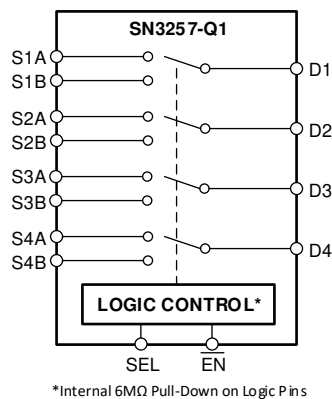 SN3257-Q1
S1A
S1B
D1
S2A
S2B
D2
S3A
S3B
D3
S4A
S4B
D4
LOGIC CONTROL*
SEL
EN
*Internal 6MΩ Pull-Down on Logic Pins